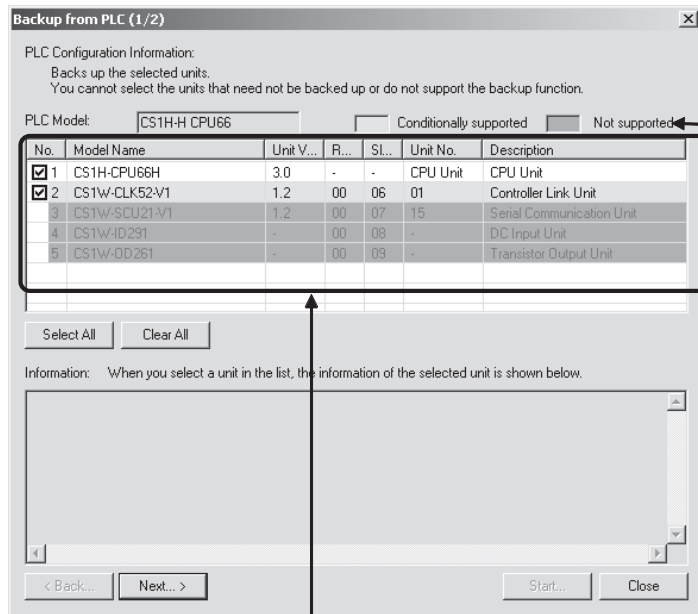 Backup from PLC (1/2)
PLC Configuration Information:
Backs up the selected units.
You cannot select the units that need not be backed up or do not support the backup function.
PLC Model: CS1H-H CPU66 Conditionally supported Not supported
No. Model Name Unit V... R... Sl... Unit No. Description
1 CS1H-CPU66H 3.0 - - CPU Unit CPU Unit
2 CS1W-CLK52-V1 1.2 00 06 01 Controller Link Unit
3 CS1W-SCU21-V1 1.2 00 07 15 Serial Communication Unit
4 CS1W-ID291 - 00 08 - DC Input Unit
5 CS1W-OD261 - 00 09 - Transistor Output Unit
Select All Clear All
Information: When you select a unit in the list, the information of the selected unit is shown below.
< Back... Next... > Start... Close